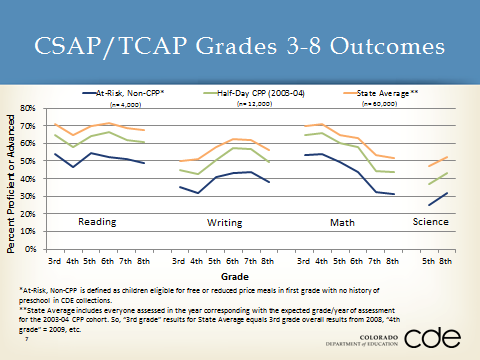 CSAP/TCAP Grades 3-8 Outcomes
At-Risk, Non-CPP* Half-Day CPP (2003-04) State Average**
(n= 4,000) (n= 12,000) (n= 60,000)
Percent Proficient or Advanced
80%
70%
60%
50%
40%
30%
20%
10%
0%
Reading Writing Math Science
3rd 4th 5th 6th 7th 8th 3rd 4th 5th 6th 7th 8th 3rd 4th 5th 6th 7th 8th 5th 8th
Grade
*At-Risk, Non-CPP is defined as children eligible for free or reduced price meals in first grade with no history of
preschool in CDE collections.
**State Average includes everyone assessed in the year corresponding with the expected grade/year of assessment
for the 2003-04 CPP cohort. So, "3rd grade" results for State Average equals 3rd grade overall results from 2008, "4th
grade" = 2009, etc.
7
COLORADO
DEPARTMENT of EDUCATION
cde